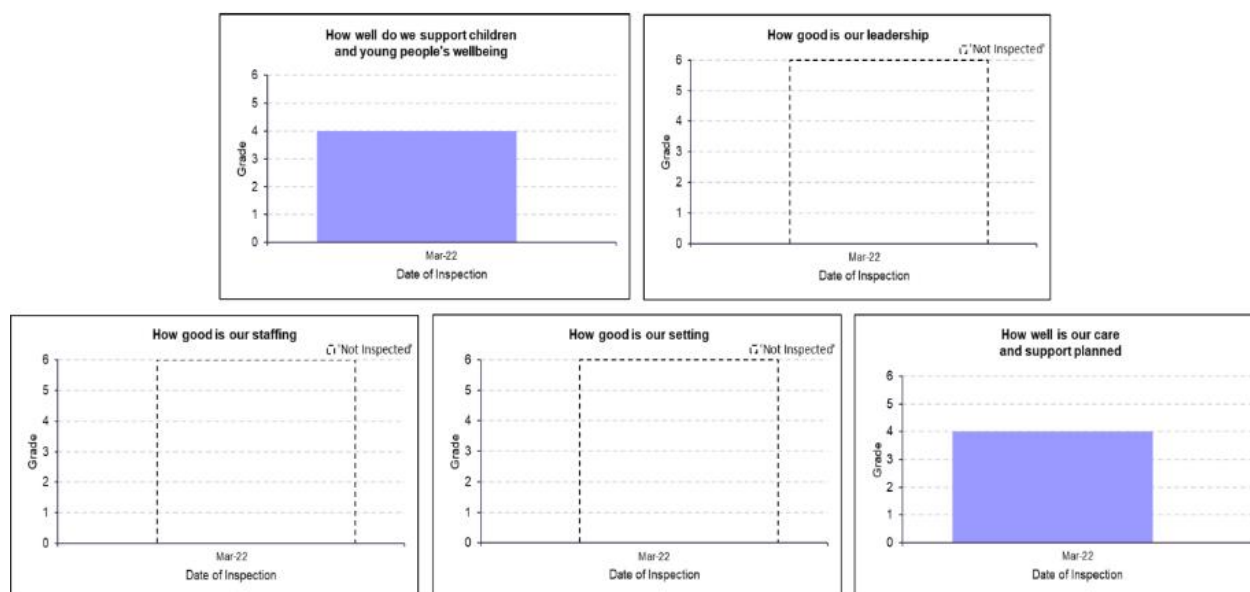 How well do we support children
and young people's wellbeing
6
5
4
3
2
1
0
Grade
Mar-22
Date of Inspection
How good is our leadership
'Not Inspected'
6
5
4
3
2
1
0
Grade
Mar-22
Date of Inspection
How good is our staffing
'Not Inspected'
6
5
4
3
2
1
0
Grade
Mar-22
Date of Inspection
How good is our setting
'Not Inspected'
6
5
4
3
2
1
0
Grade
Mar-22
Date of Inspection
How well is our care
and support planned
6
5
4
3
2
1
0
Grade
Mar-22
Date of Inspection